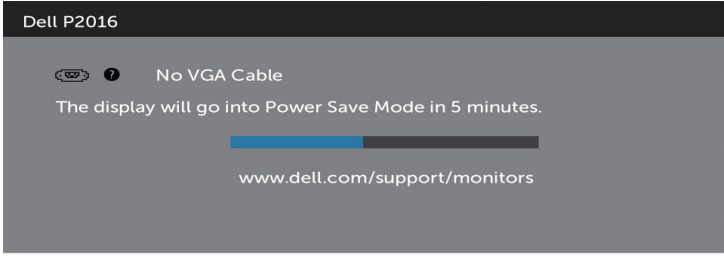 Dell P2016
? No VGA Cable
The display will go into Power Save Mode in 5 minutes.
www.dell.com/support/monitors